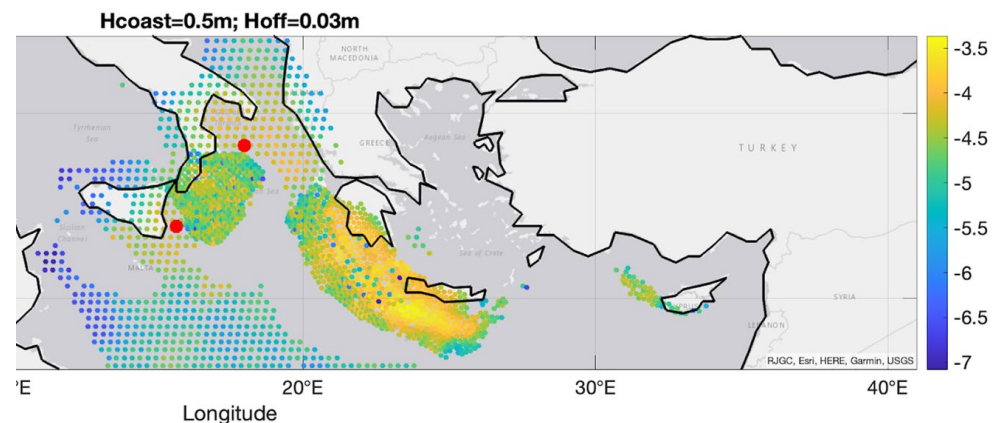 Hcoast=0.5m; Hoff=0.03m
NORTH
MACEDONIA
Tyrrhenian
Sea
GREECE
Aegean Sea
TURKEY
Sicilian
Channel
MALTA
Sea of Crete
SYRIA
LEBANON
RJGC, Esri, HERE, Garmin, USGS
-3.5
-4
-4.5
-5
-5.5
-6
-6.5
-7
°E
20°E
30°E
40°E
Longitude